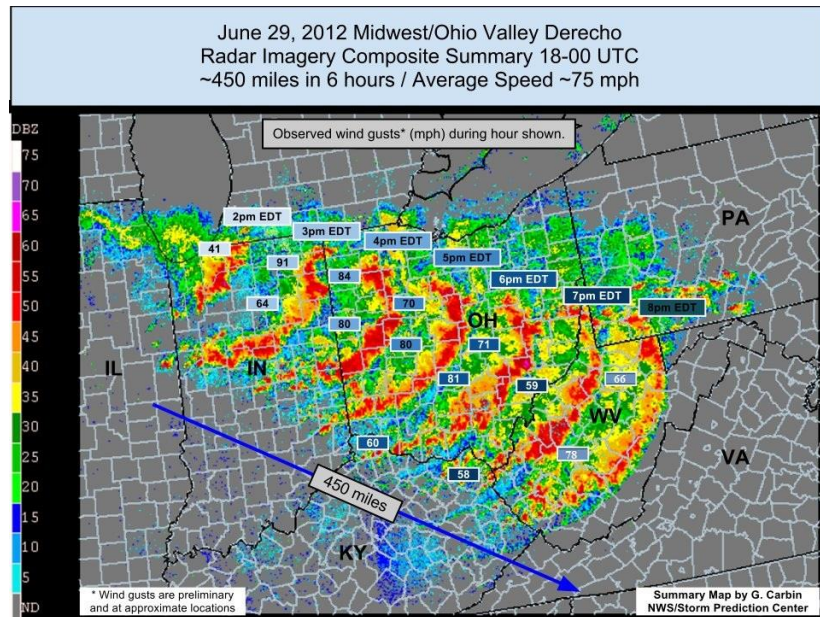 June 29, 2012 Midwest/Ohio Valley Derecho
Radar Imagery Composite Summary 18-00 UTC
~450 miles in 6 hours / Average Speed ~75 mph
DBZ
75
70
65
60
55
50
45
40
35
30
25
20
15
10
5
ND
Observed wind gusts* (mph) during hour shown.
2pm EDT
3pm EDT
4pm EDT
5pm EDT
6pm EDT
7pm EDT
8pm EDT
PA
41
91
84
64
70
80
OH
80
71
IL
IN
81
59
66
WV
60
78
58
VA
450 miles
KY
* Wind gusts are preliminary
and at approximate locations
Summary Map by G. Carbin
NWS/Storm Prediction Center